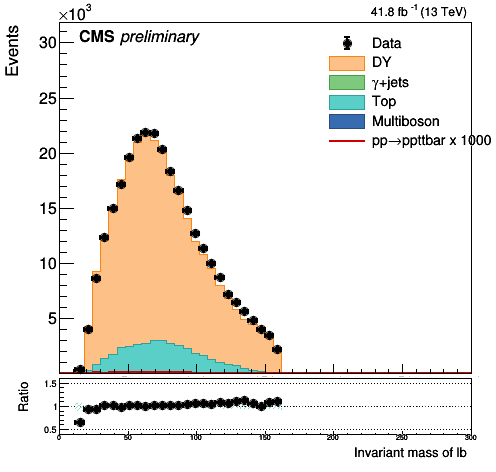 ×10³
41.8 fb⁻¹ (13 TeV)
CMS preliminary
Events
30
25
20
15
10
5
Data
DY
γ+jets
Top
Multiboson
pp→ppttbar x 1000
Ratio
1.5
1
0.5
0 50 100 150 200 250 300
Invariant mass of lb